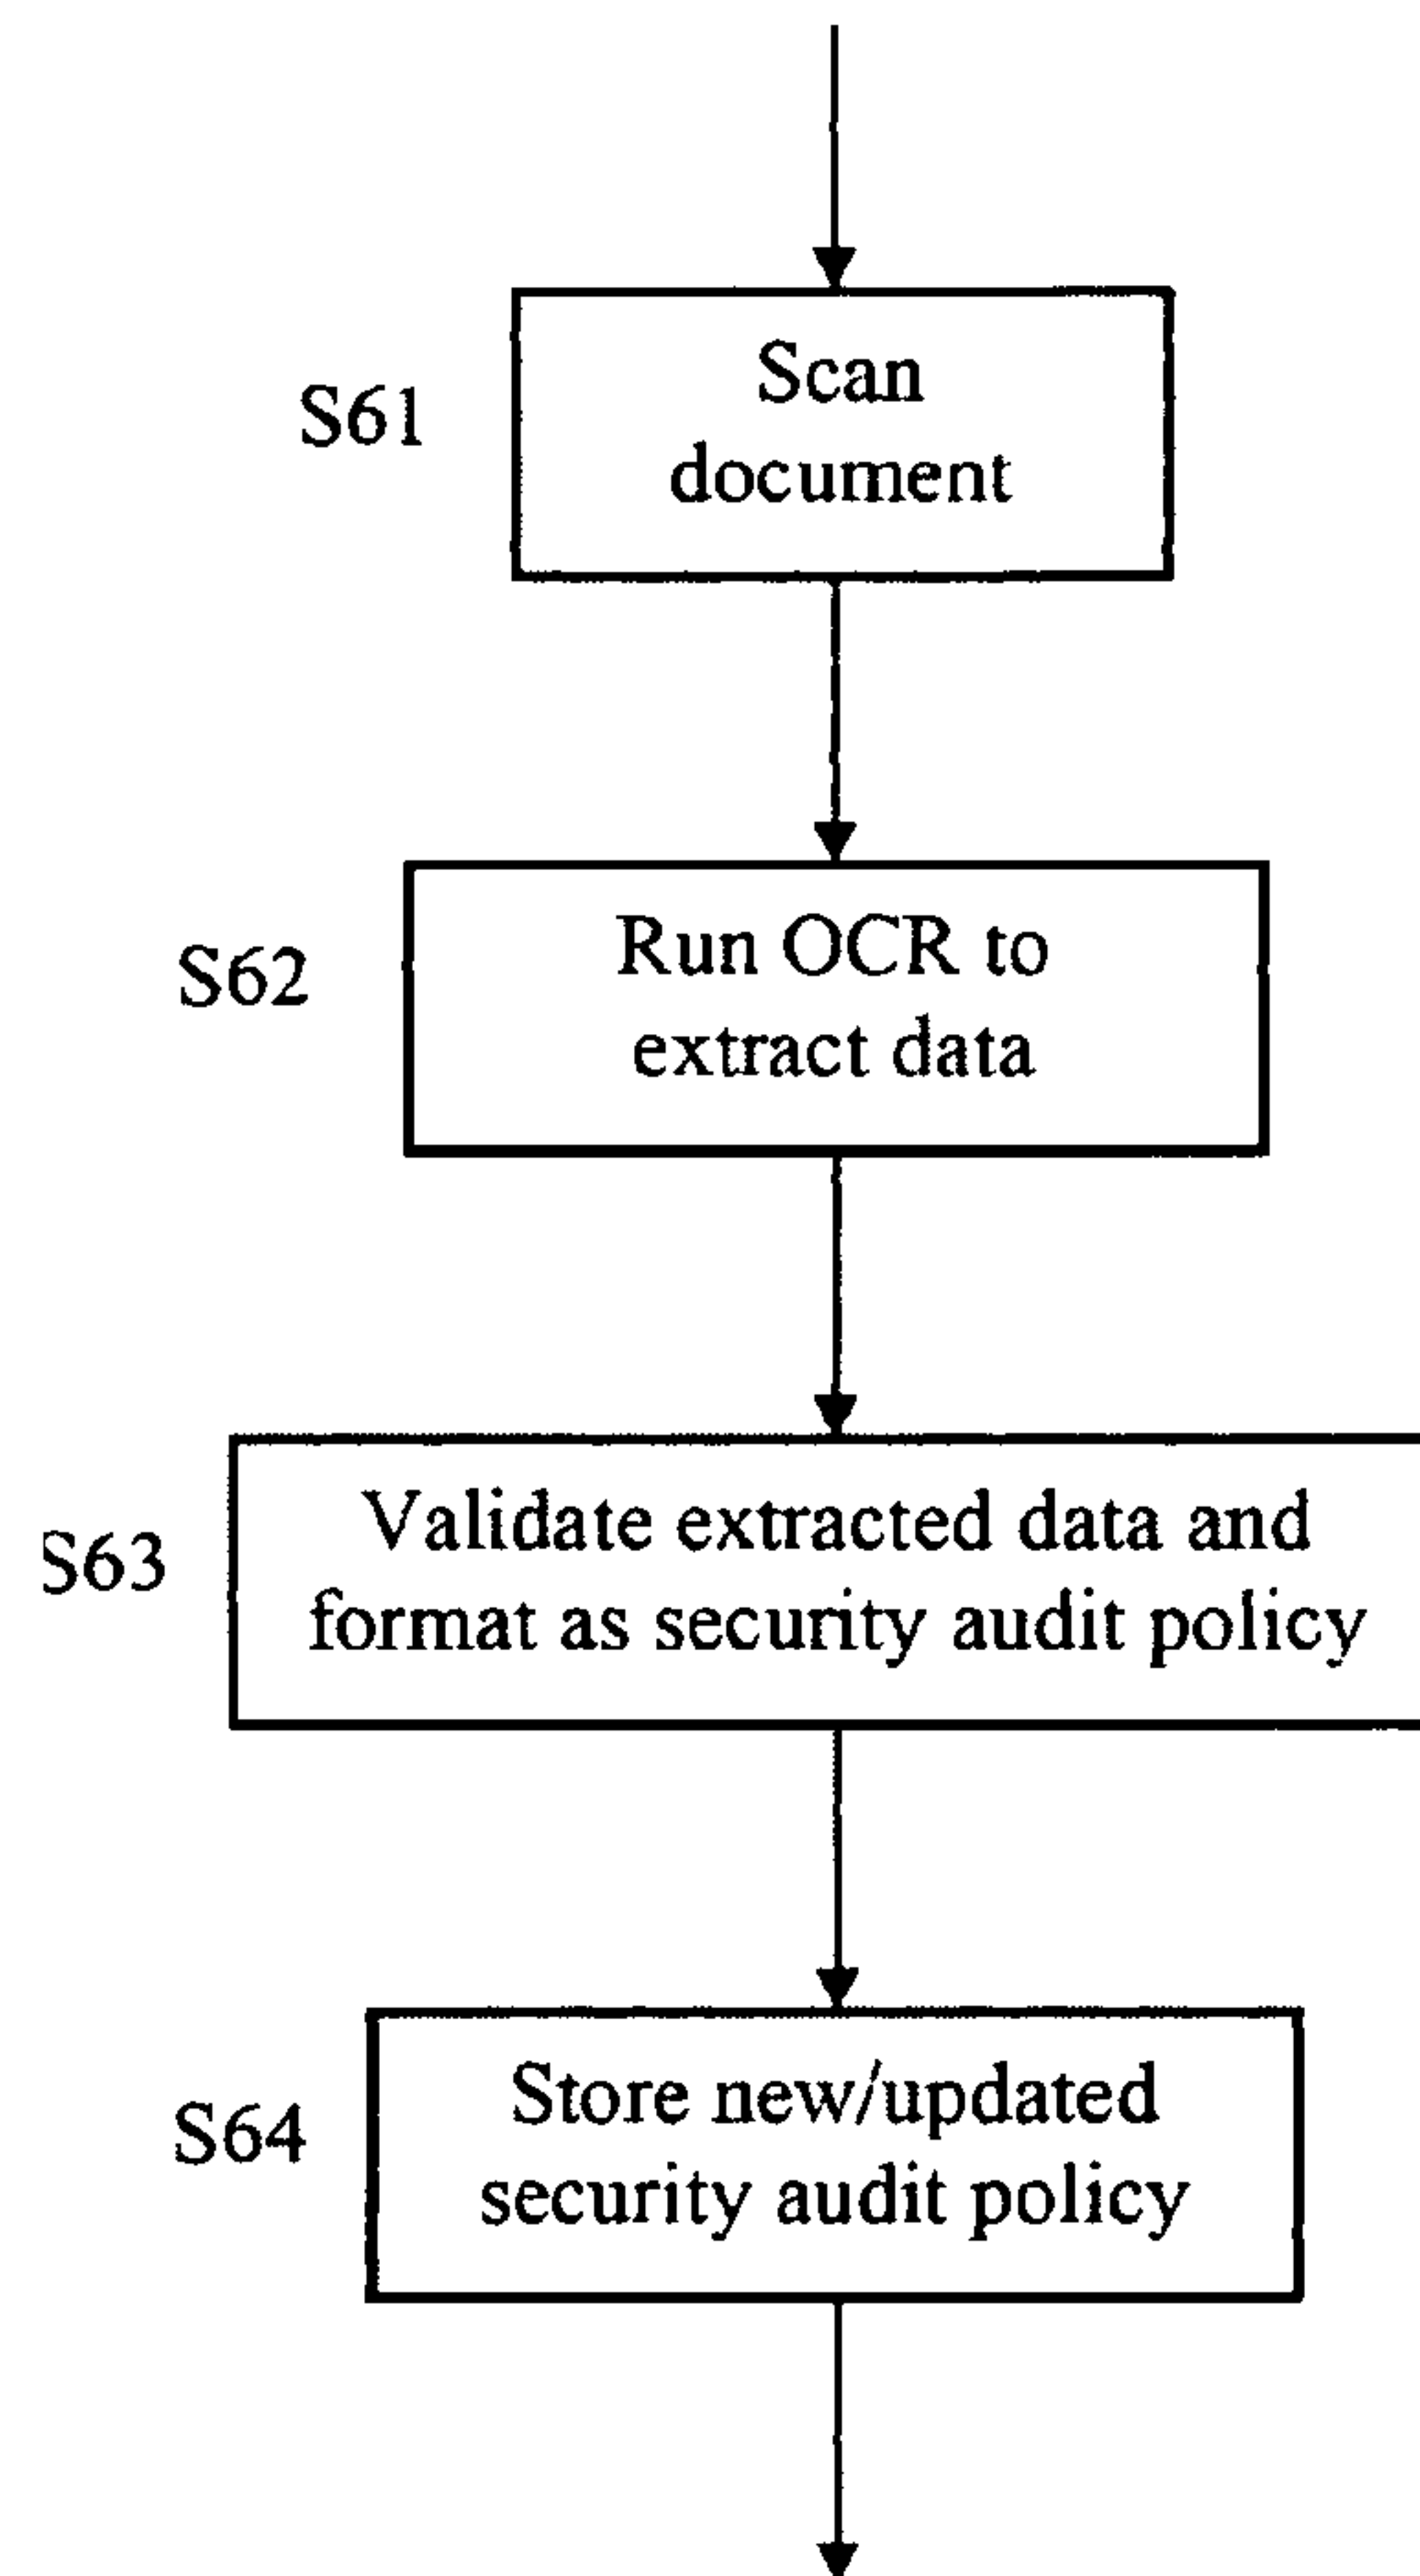 Scan
S61
document
Run OCR to
S62
extract data
Validate extracted data and
S63
format as security audit policy
Store new/updated
S64
security audit policy